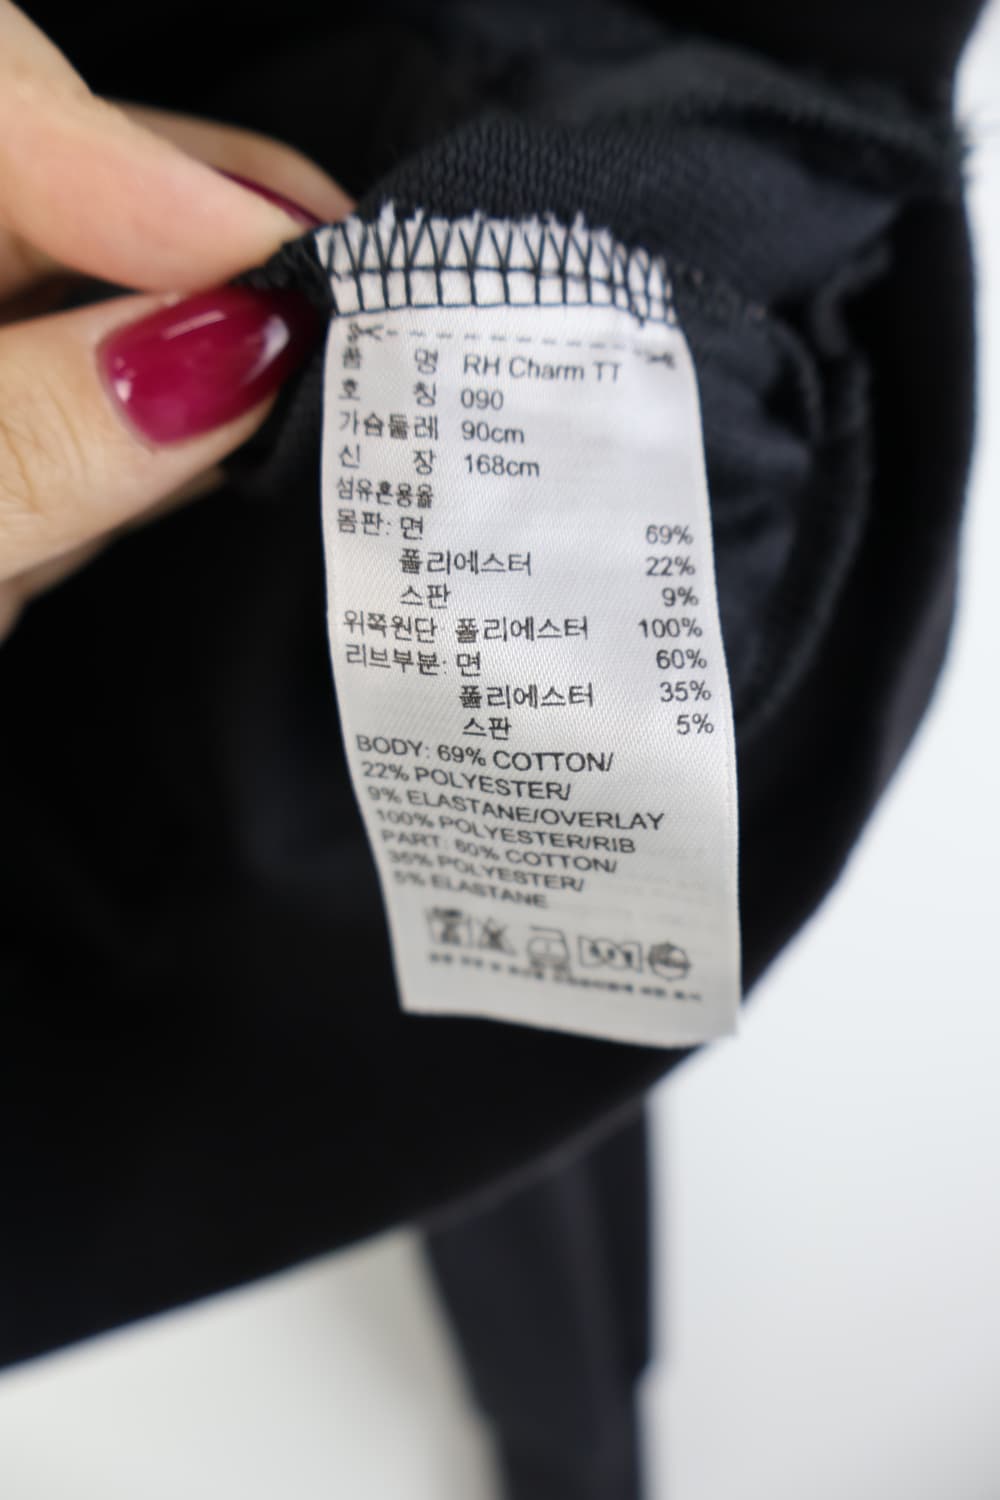 품 명 RH Charm TT
호 칭 090
가슴둘레 90cm
신 장 168cm
섬유혼용율
몸판: 면 69%
폴리에스터 22%
스판 9%
위쪽원단 폴리에스터 100%
리브부분: 면 60%
폴리에스터 35%
스판 5%
BODY: 69% COTTON/
22% POLYESTER/
9% ELASTANE/OVERLAY
100% POLYESTER/RIB
PART: 60% COTTON/
35% POLYESTER/
5% ELASTANE